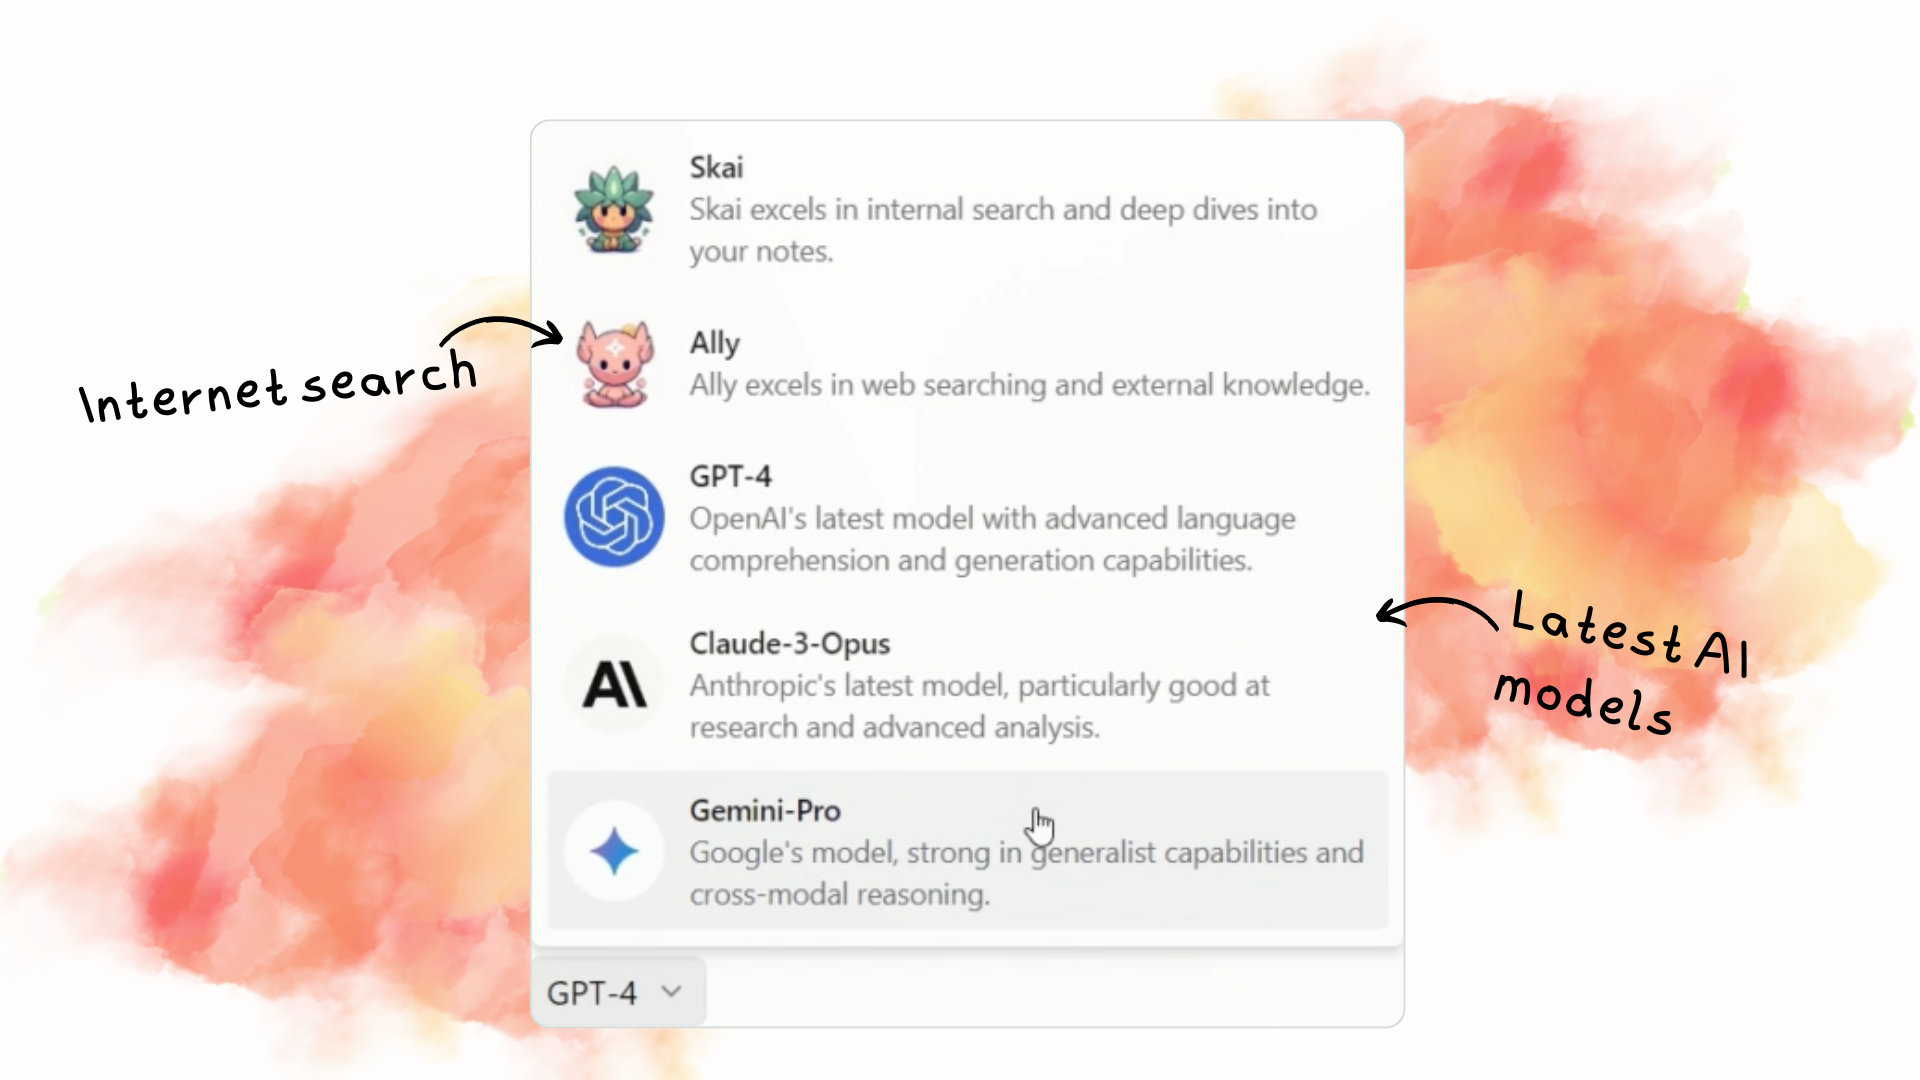 Skai
Skai excels in internal search and deep dives into
your notes.
Internet search
Ally
Ally excels in web searching and external knowledge.
GPT-4
OpenAI's latest model with advanced language
comprehension and generation capabilities.
Claude-3-Opus
Anthropic's latest model, particularly good at
research and advanced analysis.
Latest AI
models
Gemini-Pro
Google's model, strong in generalist capabilities and
cross-modal reasoning.
GPT-4